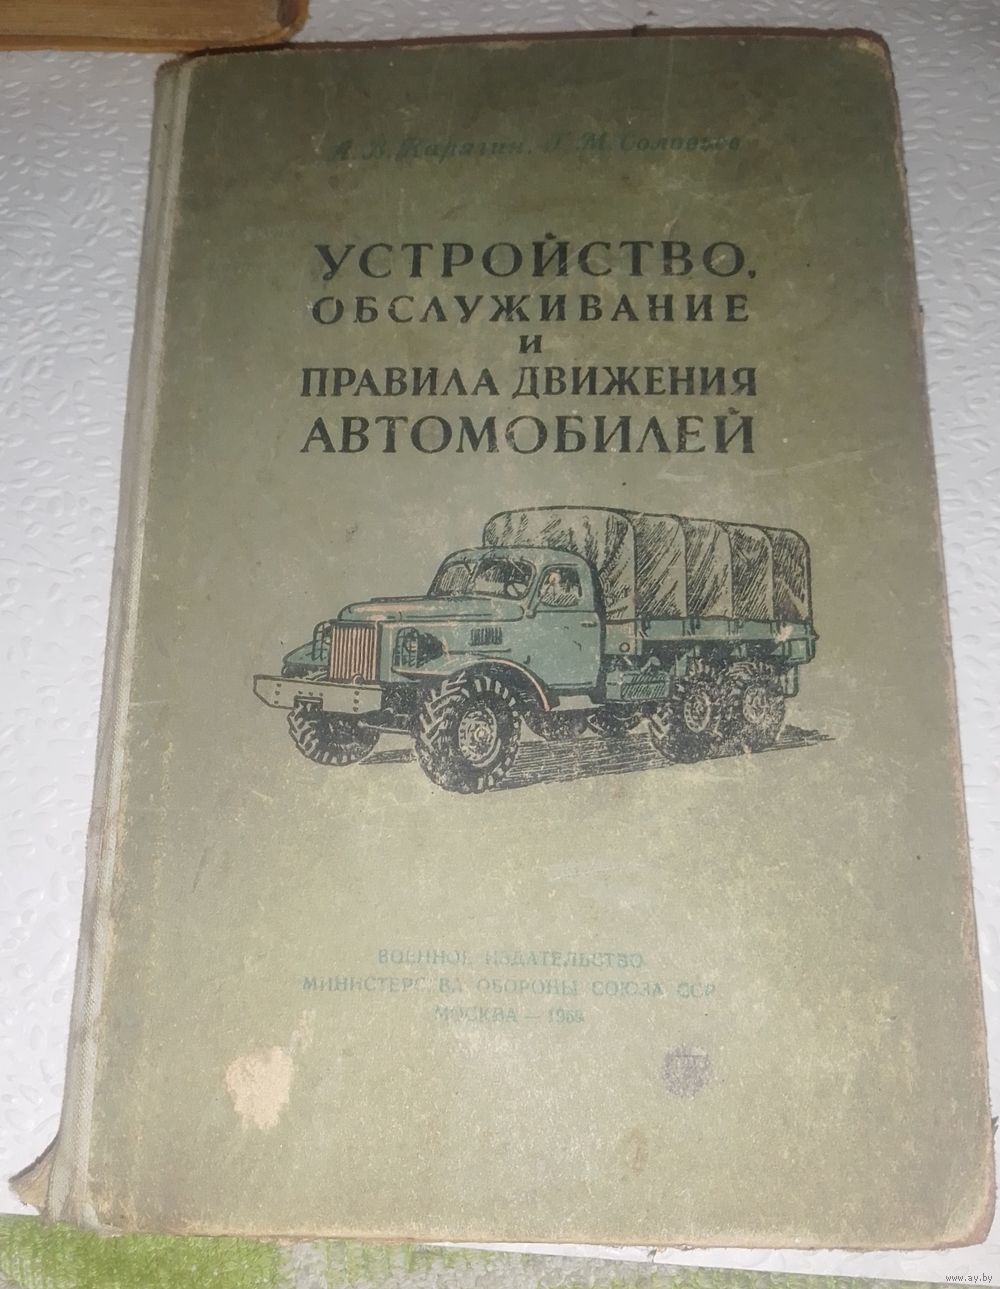 А. В. Карягин, Г. М. Соловьев
УСТРОЙСТВО,
ОБСЛУЖИВАНИЕ
И
ПРАВИЛА ДВИЖЕНИЯ
АВТОМОБИЛЕЙ
ВОЕННОЕ ИЗДАТЕЛЬСТВО
МИНИСТЕРСТВА ОБОРОНЫ СОЮЗА ССР
МОСКВА —
www.ay.by